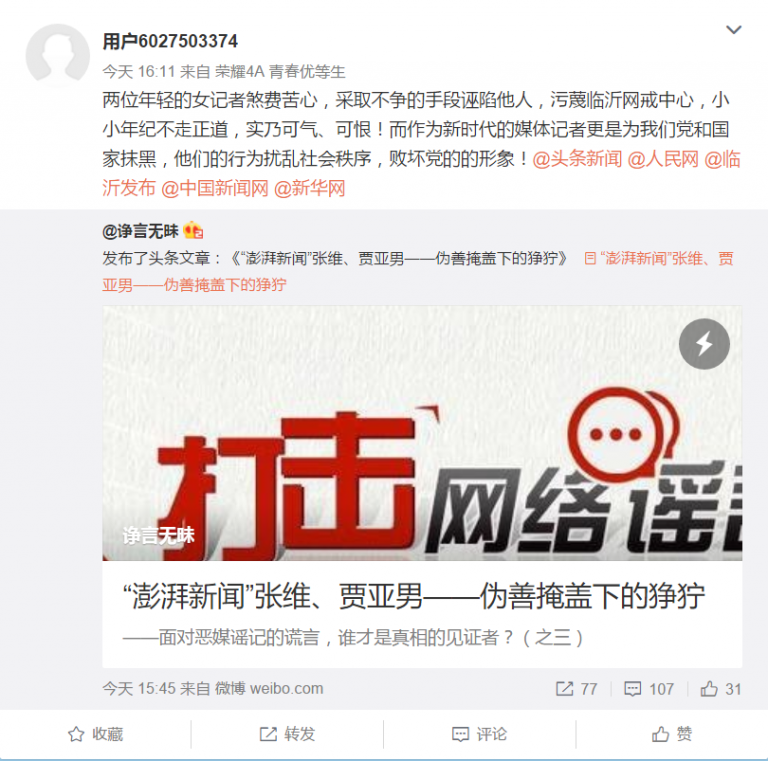 用户6027503374
今天 16:11 来自 荣耀4A 青春优等生
两位年轻的女记者煞费苦心，采取不争的手段诬陷他人，污蔑临沂网戒中心，小
小年纪不走正道，实乃可气、可恨！而作为新时代的媒体记者更是为我们党和国
家抹黑，他们的行为扰乱社会秩序，败坏党的的形象！@头条新闻 @人民网 @临
沂发布 @中国新闻网 @新华网
@诤言无昧
发布了头条文章：《“澎湃新闻”张维、贾亚男——伪善掩盖下的狰狞》 “澎湃新闻”张维、贾
亚男——伪善掩盖下的狰狞
打击网络谣言
诤言无昧
“澎湃新闻”张维、贾亚男——伪善掩盖下的狰狞
——面对恶媒谣记的谎言，谁才是真相的见证者？（之三）
今天 15:45 来自 微博 weibo.com 77 107 31
收藏 转发 评论 赞